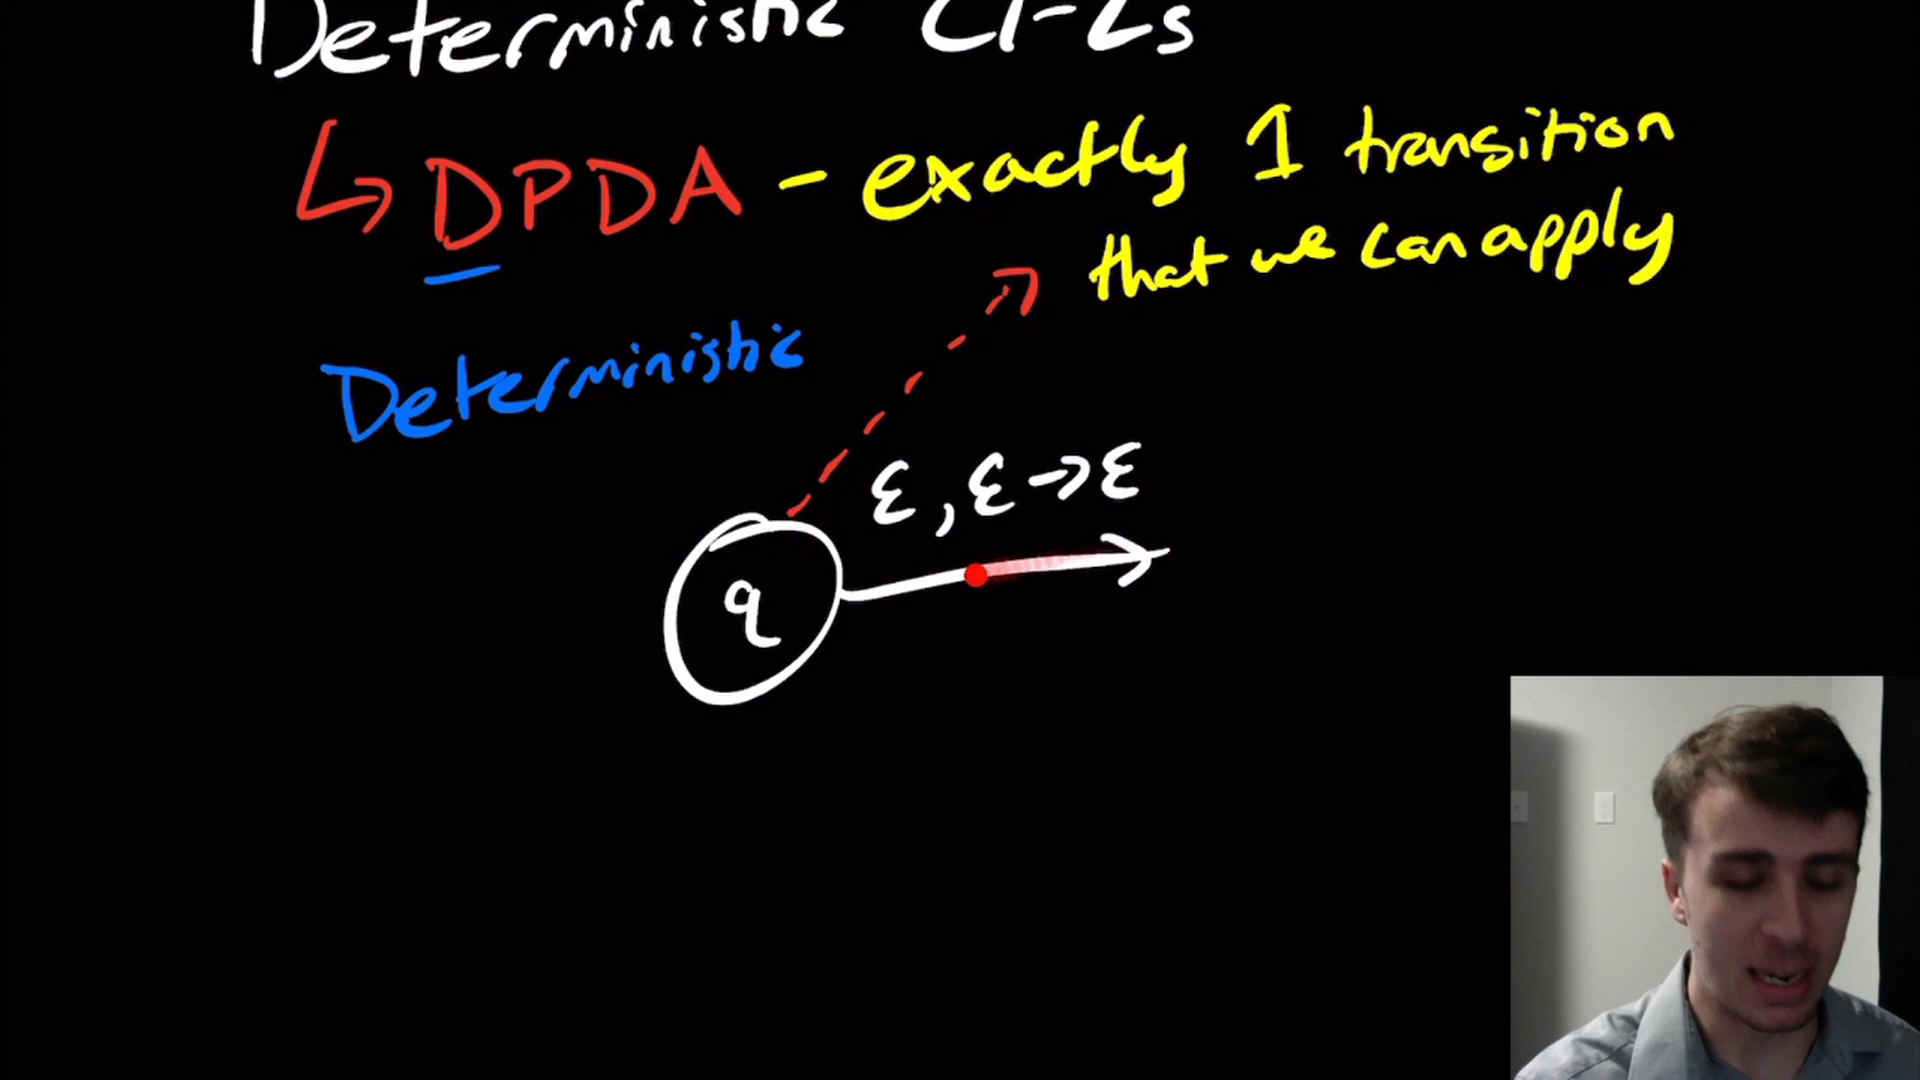 Deterministic CFLs
↳ DPDA - exactly 1 transition
that we can apply
Deterministic
ε, ε → ε
q